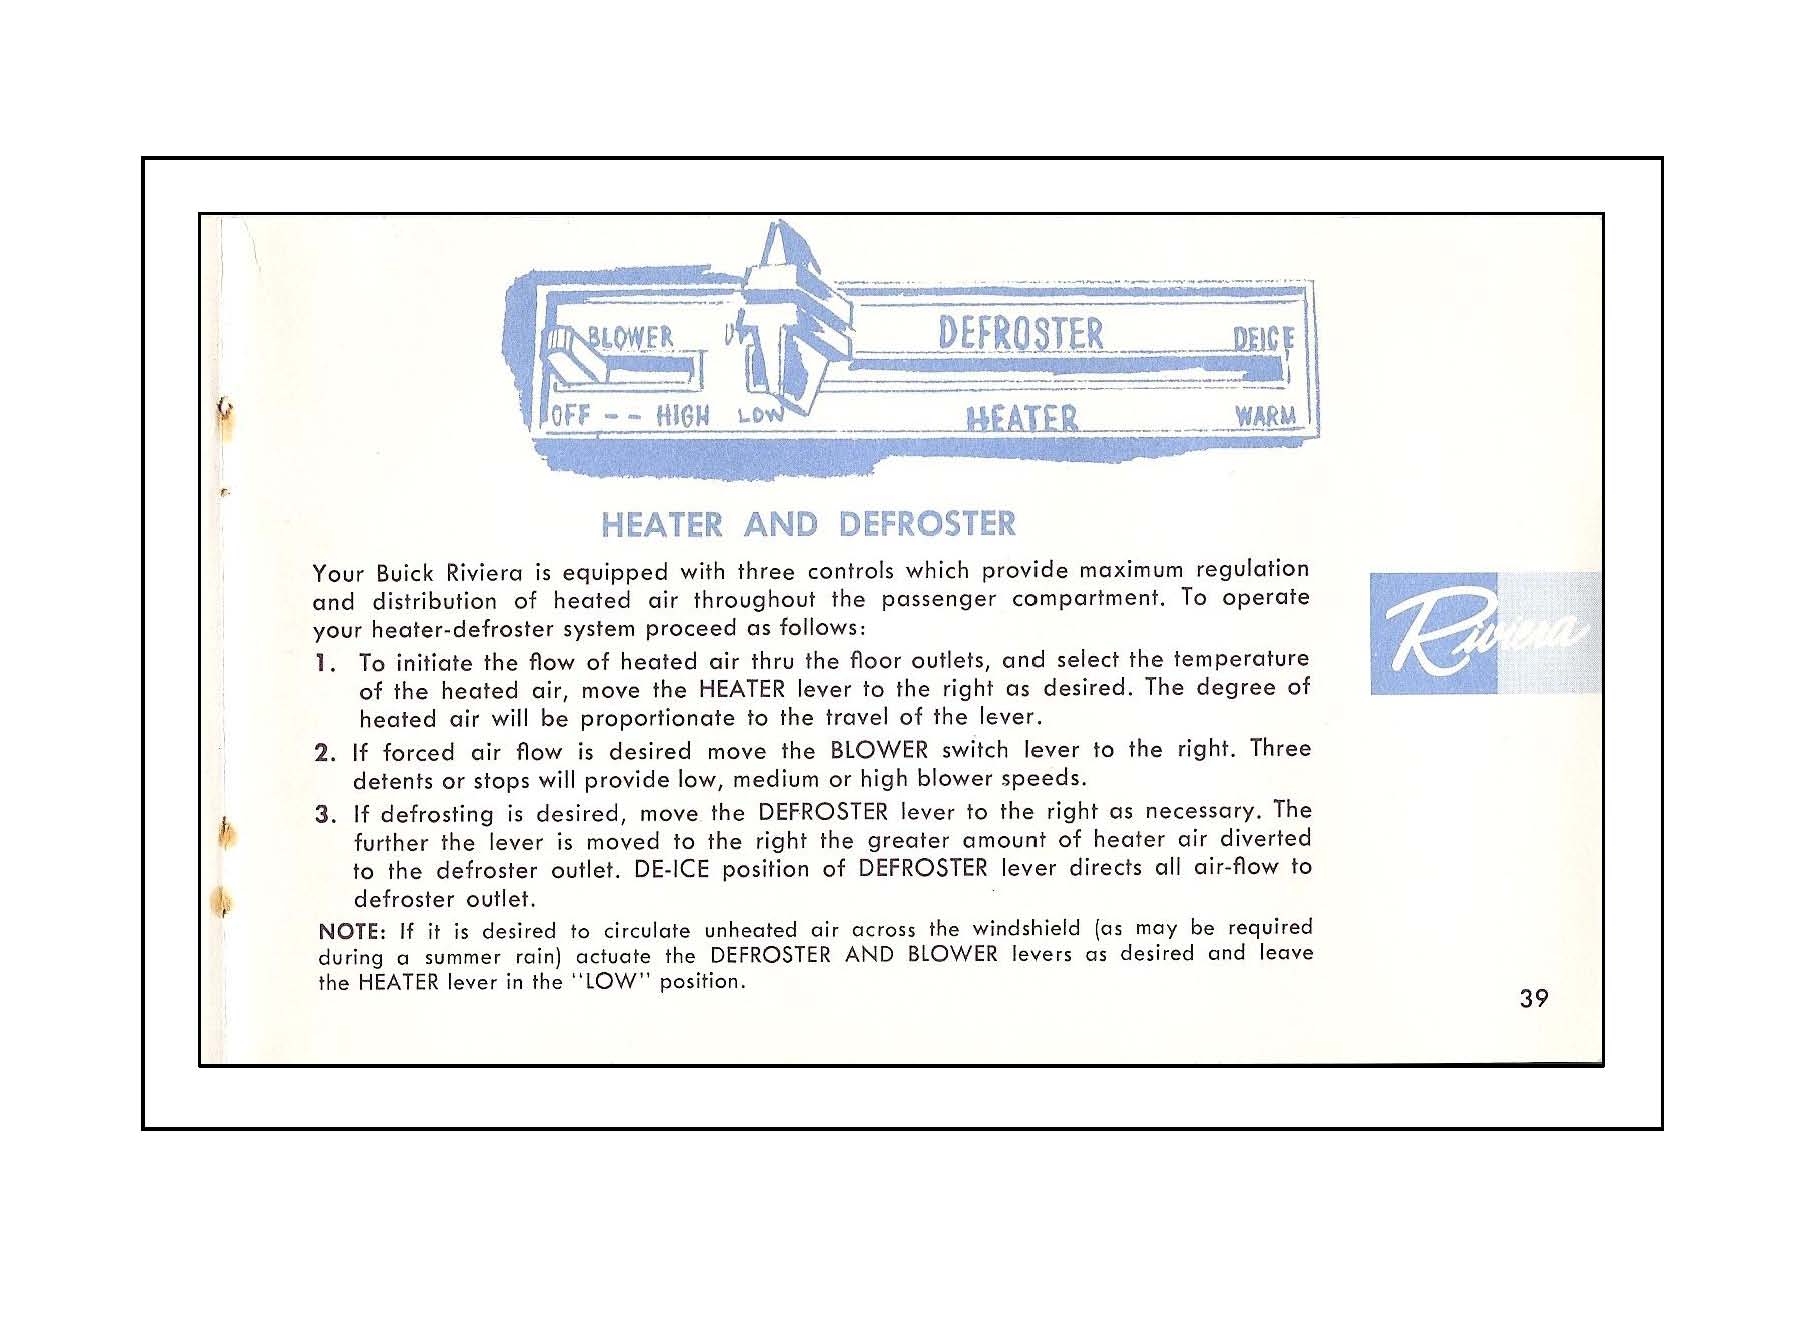 BLOWER DEFROSTER DEICE
OFF -- HIGH LOW HEATER WARM
HEATER AND DEFROSTER
Your Buick Riviera is equipped with three controls which provide maximum regulation
and distribution of heated air throughout the passenger compartment. To operate
your heater-defroster system proceed as follows:
1. To initiate the flow of heated air thru the floor outlets, and select the temperature
of the heated air, move the HEATER lever to the right as desired. The degree of
heated air will be proportionate to the travel of the lever.
2. If forced air flow is desired move the BLOWER switch lever to the right. Three
detents or stops will provide low, medium or high blower speeds.
3. If defrosting is desired, move the DEFROSTER lever to the right as necessary. The
further the lever is moved to the right the greater amount of heater air diverted
to the defroster outlet. DE-ICE position of DEFROSTER lever directs all air-flow to
defroster outlet.
NOTE: If it is desired to circulate unheated air across the windshield (as may be required
during a summer rain) actuate the DEFROSTER AND BLOWER levers as desired and leave
the HEATER lever in the "LOW" position.
Riviera
39